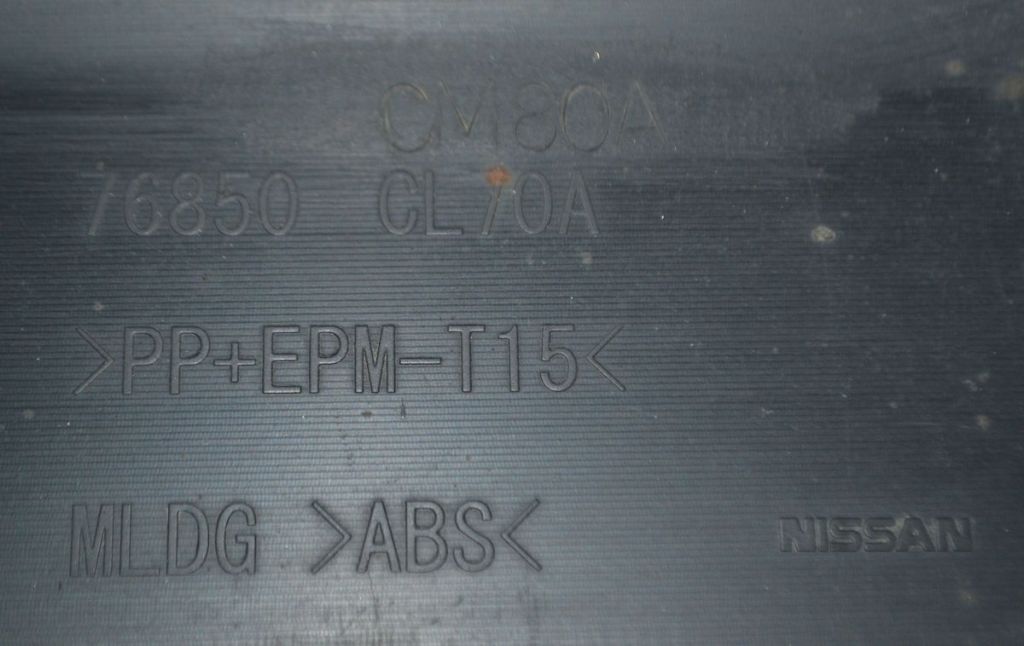 CM80A
76850 CL70A
>PP+EPM-T15<
MLDG >ABS< NISSAN